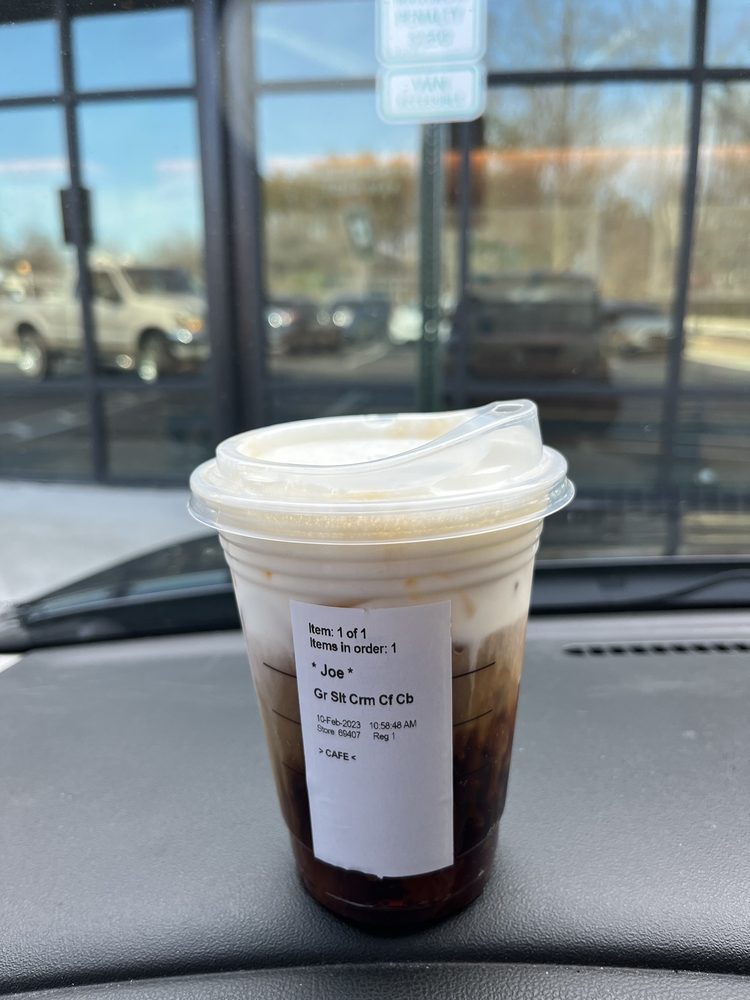 PENALTY
VAN
ACCESSIBLE
Item: 1 of 1
Items in order: 1
* Joe *
Gr Slt Crm Cf Cb
10-Feb-2023 10:58:48 AM
Store 69407 Reg 1
> CAFE <